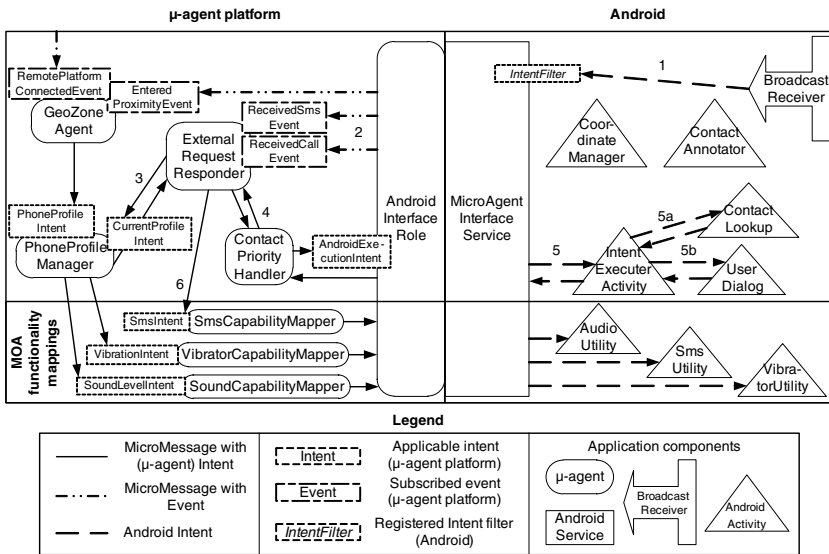 µ-agent platform
Android
RemotePlatform
ConnectedEvent
Entered
ProximityEvent
GeoZone
Agent
ReceivedSms
Event
ReceivedCall
Event
External
Request
Responder
2
3
4
PhoneProfile
Intent
CurrentProfile
Intent
PhoneProfile
Manager
Contact
Priority
Handler
AndroidExe-
cutionIntent
6
Android
Interface
Role
MicroAgent
Interface
Service
IntentFilter
1
Broadcast
Receiver
Coor-
dinate
Manager
Contact
Annotator
5a
Contact
Lookup
5
Intent
Executer
Activity
5b
User
Dialog
MOA
functionality
mappings
SmsIntent
SmsCapabilityMapper
VibrationIntent
VibratorCapabilityMapper
SoundLevelIntent
SoundCapabilityMapper
Audio
Utility
Sms
Utility
Vibra-
torUtility
Legend
MicroMessage with
(µ-agent) Intent
MicroMessage with
Event
Android Intent
Intent
Applicable intent
(µ-agent platform)
Event
Subscribed event
(µ-agent platform)
IntentFilter
Registered Intent filter
(Android)
Application components
µ-agent
Android
Service
Broadcast
Receiver
Android
Activity